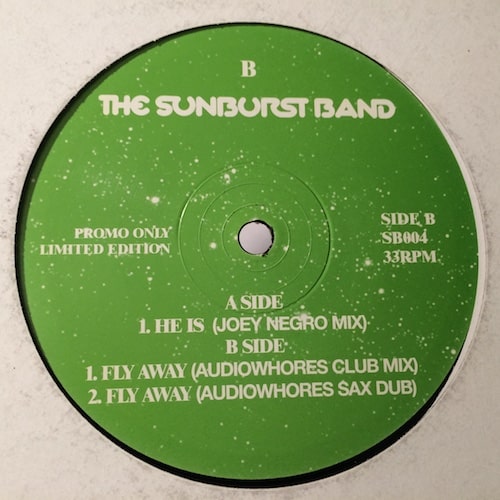 B
THE SUNBURST BAND
PROMO ONLY
LIMITED EDITION
SIDE B
SB004
33RPM
A SIDE
1. HE IS (JOEY NEGRO MIX)
B SIDE
1. FLY AWAY (AUDIOWHORES CLUB MIX)
2. FLY AWAY (AUDIOWHORES SAX DUB)